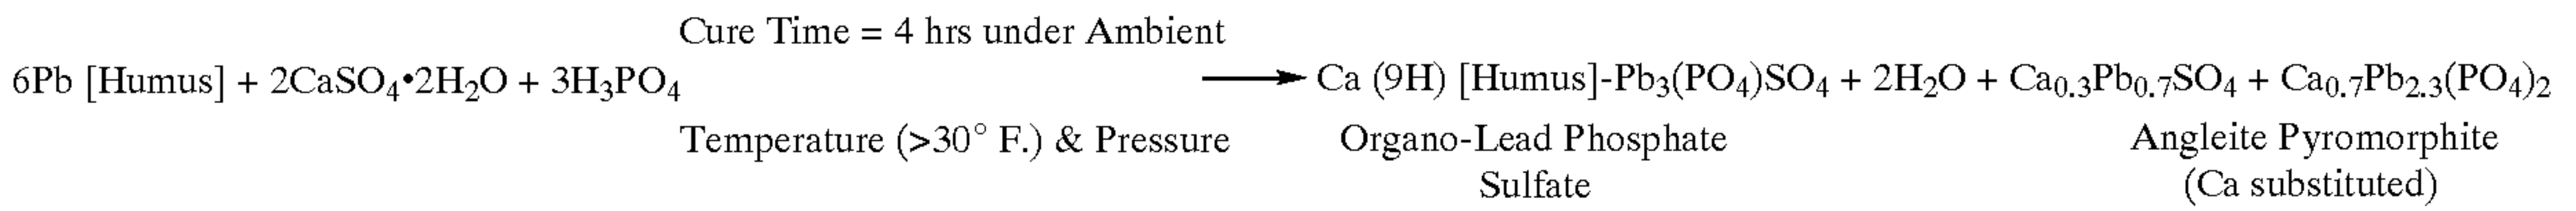 Cure Time = 4 hrs under Ambient
6Pb [Humus] + 2CaSO₄•2H₂O + 3H₃PO₄ ⟶ Ca (9H) [Humus]-Pb₃(PO₄)SO₄ + 2H₂O + Ca₀.₃Pb₀.₇SO₄ + Ca₀.₇Pb₂.₃(PO₄)₂
Temperature (>30° F.) & Pressure
Organo-Lead Phosphate
Sulfate
Angleite Pyromorphite
(Ca substituted)